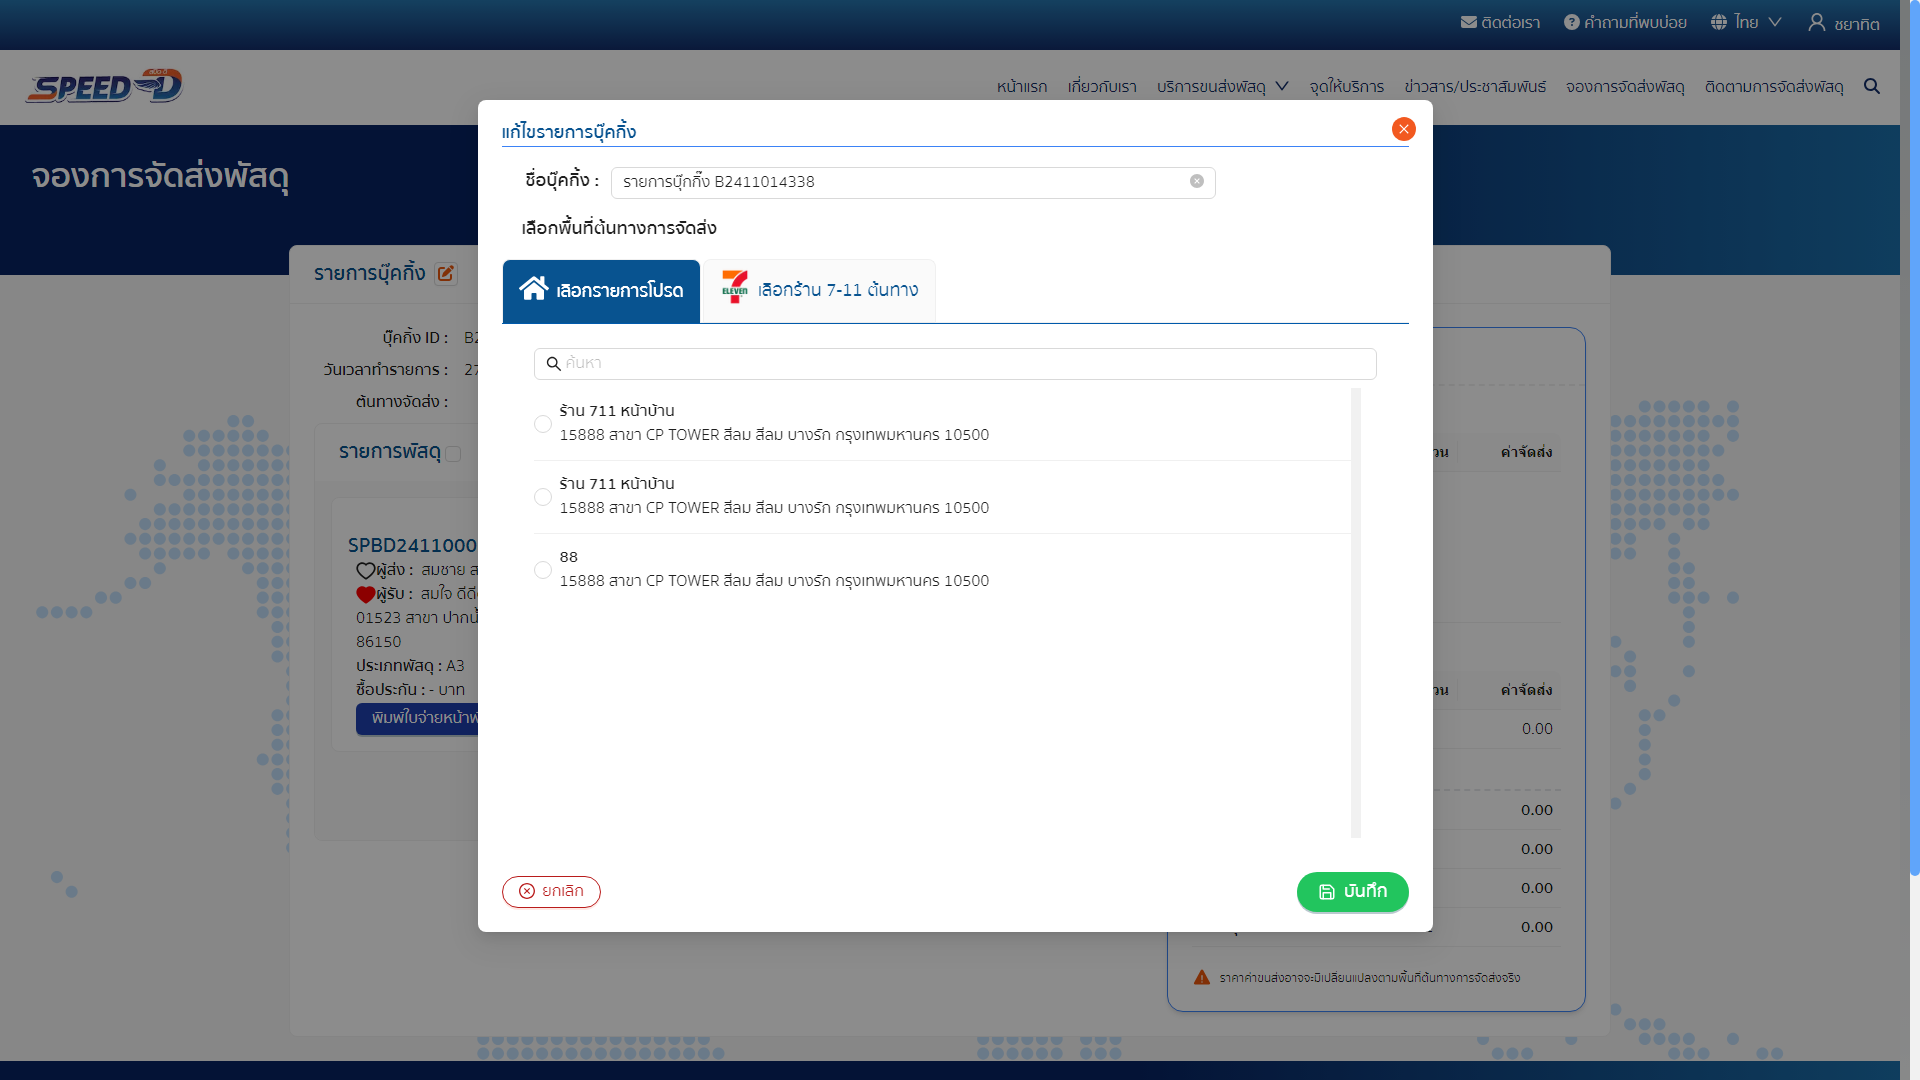 ติดต่อเรา
คำถามที่พบบ่อย
ไทย
ชยาทิต
SPEED-D
หน้าแรก
เกี่ยวกับเรา
บริการขนส่งพัสดุ
จุดให้บริการ
ข่าวสาร/ประชาสัมพันธ์
จองการจัดส่งพัสดุ
ติดตามการจัดส่งพัสดุ
จองการจัดส่งพัสดุ
แก้ไขรายการบุ๊คกิ้ง
ชื่อบุ๊คกิ้ง :
รายการบุ๊กกิ้ง B2411014338
เลือกพื้นที่ต้นทางการจัดส่ง
เลือกรายการโปรด
ELEVEN
เลือกร้าน 7-11 ต้นทาง
ค้นหา
ร้าน 711 หน้าบ้าน
15888 สาขา CP TOWER สีลม สีลม บางรัก กรุงเทพมหานคร 10500
ร้าน 711 หน้าบ้าน
15888 สาขา CP TOWER สีลม สีลม บางรัก กรุงเทพมหานคร 10500
88
15888 สาขา CP TOWER สีลม สีลม บางรัก กรุงเทพมหานคร 10500
ยกเลิก
บันทึก
รายการบุ๊คกิ้ง
บุ๊คกิ้ง ID :
วันเวลาทำรายการ : 27
ต้นทางจัดส่ง :
รายการพัสดุ
SPBD2411000
ผู้ส่ง : สมชาย
ผู้รับ : สมใจ
01523 สาขา
86150
ประเภทพัสดุ : A3
ซื้อประกัน : - บาท
พิมพ์ใบจ่ายหน้า
ค่าจัดส่ง
ค่าจัดส่ง
0.00
0.00
0.00
0.00
0.00
ราคาค่าขนส่งอาจจะมีเปลี่ยนแปลงตามพื้นที่ต้นทางการจัดส่งจริง